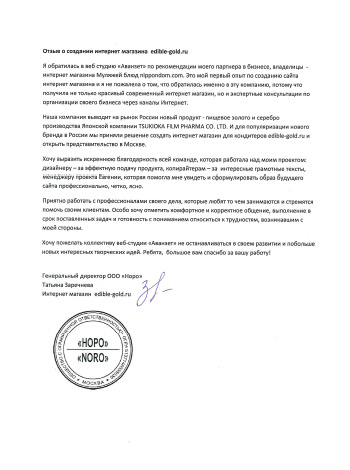 Отзыв о создании интернет магазина edible-gold.ru
Я обратилась в веб студию «Аванзет» по рекомендации моего партнера в бизнесе, владелицы -
интернет магазина Муляжей блюд nippondom.com. Это мой первый опыт по созданию сайта
интернет магазина и я не пожалела о том, что обратилась именно в эту компанию, потому что
получила не только красивый современный интернет магазин, но и экспертные консультации по
организации своего бизнеса через каналы Интернет.
Наша компания выводит на рынок России новый продукт - пищевое золото и серебро
производства Японской компании TSUKIOKA FILM PHARMA CO. LTD. И для популяризации нового
бренда в России мы приняли решение создать интернет магазин для кондитеров edible-gold.ru и
открыть представительство в Москве.
Хочу выразить искреннюю благодарность всей команде, которая работала над моим проектом:
дизайнеру – за эффектную подачу продукта, копирайтерам – за интересные грамотные тексты,
менеджеру проекта Евгении, которая помогла мне увидеть и сформулировать образ будущего
сайта профессионально, четко, ясно.
Приятно работать с профессионалами своего дела, которые любят то чем занимаются и стремятся
помочь своим клиентам. Особо хочу отметить комфортное и корректное общение, выполнение в
срок поставленных задач и готовность с пониманием относиться к трудностям, возникавшим с
моей стороны.
Хочу пожелать коллективу веб-студии «Аванзет» не останавливаться в своем развитии и побольше
новых интересных творческих идей. Ребята, большое вам спасибо за вашу работу!
Генеральный директор ООО «Норо»
Татьяна Заречнева
Интернет магазин edible-gold.ru
«НОРО»
«NORO»
МОСКВА